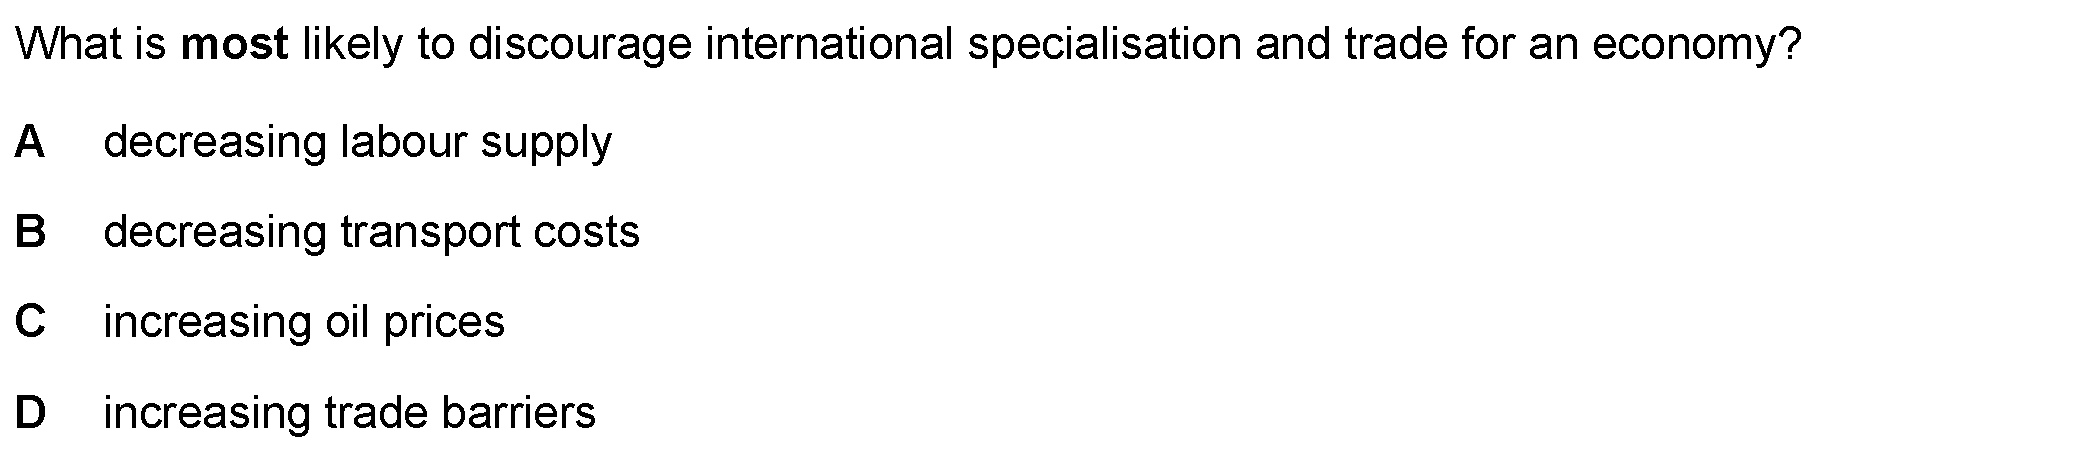 What is most likely to discourage international specialisation and trade for an economy?
A decreasing labour supply
B decreasing transport costs
C increasing oil prices
D increasing trade barriers